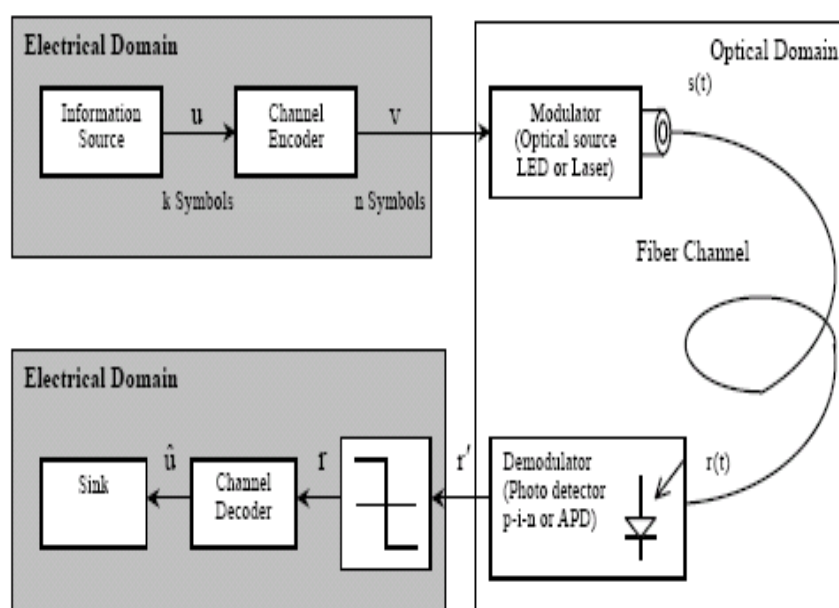 Electrical Domain
Information
Source
u
k Symbols
Channel
Encoder
v
n Symbols
Optical Domain
s(t)
Modulator
(Optical source
LED or Laser)
Fiber Channel
Electrical Domain
Sink
û
Channel
Decoder
r
r′
Demodulator
(Photo detector
p-i-n or APD)
r(t)